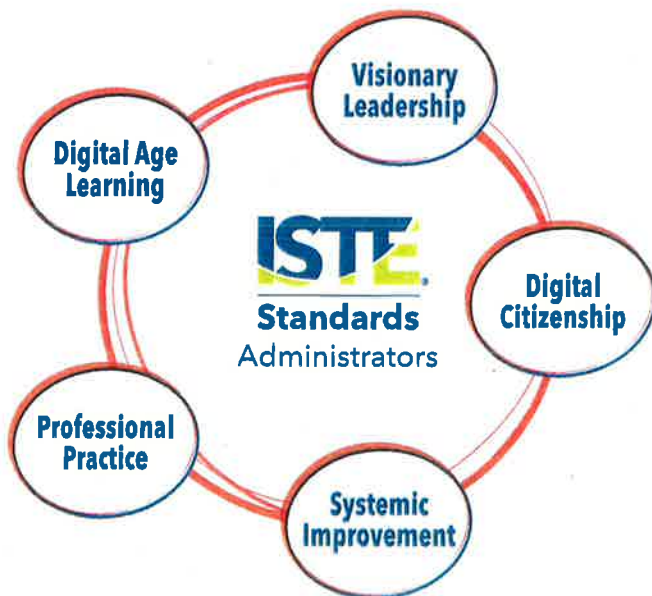 Visionary
Leadership
Digital Age
Learning
ISTE®
Standards
Administrators
Digital
Citizenship
Professional
Practice
Systemic
Improvement